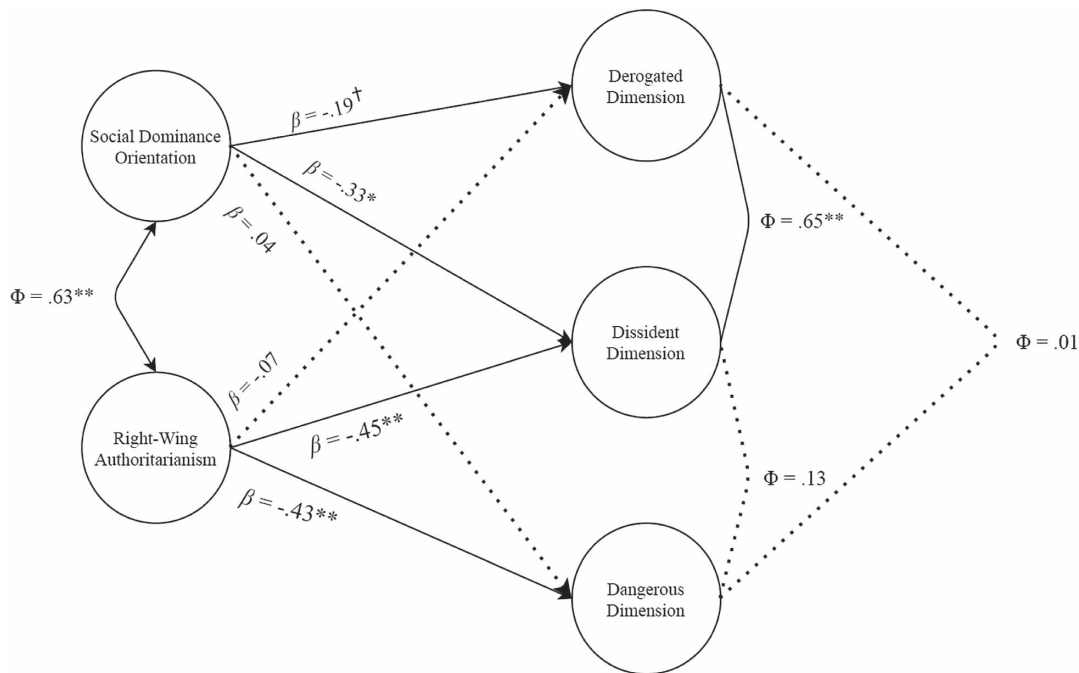 Derogated
Dimension
β = -.19†
Social Dominance
Orientation
β = -.33*
Φ = .65**
β = .04
Φ = .63**
Dissident
Dimension
Φ = .01
β = -.07
Right-Wing
Authoritarianism
β = -.45**
Φ = .13
β = -.43**
Dangerous
Dimension